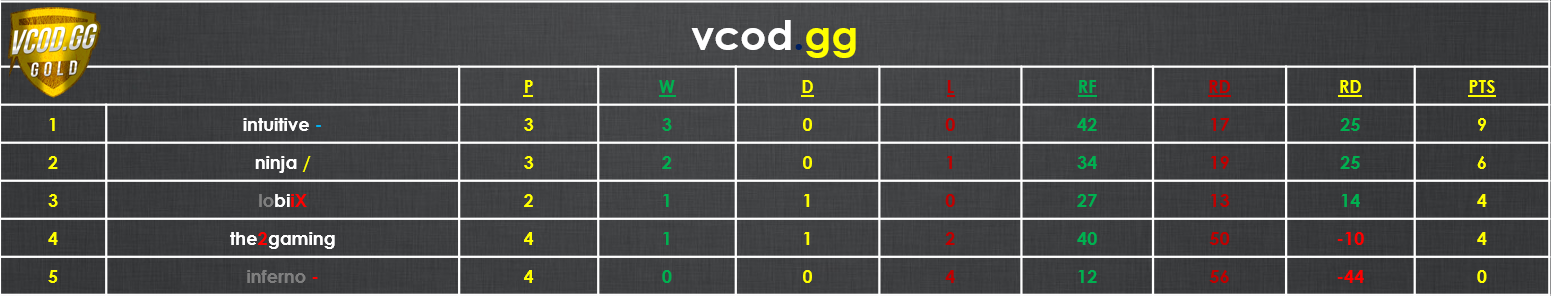 VCOD.GG
GOLD
vcod.gg
P W D L RF RD RD PTS
1 intuitive - 3 3 0 0 42 17 25 9
2 ninja / 3 2 0 1 34 19 25 6
3 lobiiX 2 1 1 0 27 13 14 4
4 the2gaming 4 1 1 2 40 50 -10 4
5 inferno - 4 0 0 4 12 56 -44 0